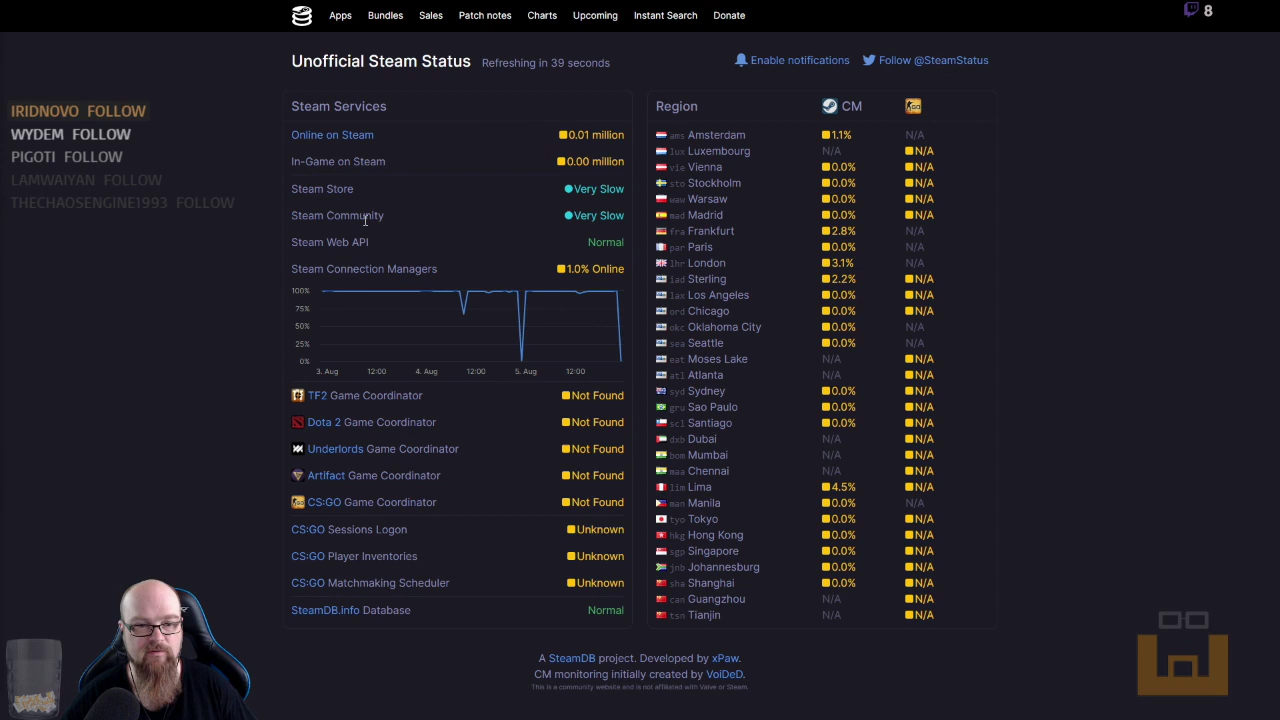 Apps Bundles Sales Patch notes Charts Upcoming Instant Search Donate
8
Unofficial Steam Status Refreshing in 39 seconds
Enable notifications Follow @SteamStatus
IRIDNOVO FOLLOW
WYDEM FOLLOW
PIGOTI FOLLOW
LAMWAIYAN FOLLOW
THECHAOSENGINE1993 FOLLOW
Steam Services
Online on Steam 0.01 million
In-Game on Steam 0.00 million
Steam Store Very Slow
Steam Community Very Slow
Steam Web API Normal
Steam Connection Managers 1.0% Online
100%
75%
50%
25%
0%
3. Aug 12:00 4. Aug 12:00 5. Aug 12:00
TF2 Game Coordinator Not Found
Dota 2 Game Coordinator Not Found
Underlords Game Coordinator Not Found
Artifact Game Coordinator Not Found
CS:GO Game Coordinator Not Found
CS:GO Sessions Logon Unknown
CS:GO Player Inventories Unknown
CS:GO Matchmaking Scheduler Unknown
SteamDB.info Database Normal
Region CM
ams Amsterdam 1.1% N/A
lux Luxembourg N/A N/A
vie Vienna 0.0% N/A
sto Stockholm 0.0% N/A
waw Warsaw 0.0% N/A
mad Madrid 0.0% N/A
fra Frankfurt 2.8% N/A
par Paris 0.0% N/A
lhr London 3.1% N/A
iad Sterling 2.2% N/A
lax Los Angeles 0.0% N/A
ord Chicago 0.0% N/A
okc Oklahoma City 0.0% N/A
sea Seattle 0.0% N/A
eat Moses Lake N/A N/A
atl Atlanta N/A N/A
syd Sydney 0.0% N/A
gru Sao Paulo 0.0% N/A
scl Santiago 0.0% N/A
dxb Dubai N/A N/A
bom Mumbai N/A N/A
maa Chennai N/A N/A
lim Lima 4.5% N/A
man Manila 0.0% N/A
tyo Tokyo 0.0% N/A
hkg Hong Kong 0.0% N/A
sgp Singapore 0.0% N/A
jnb Johannesburg 0.0% N/A
sha Shanghai 0.0% N/A
can Guangzhou N/A N/A
tsn Tianjin N/A N/A
A SteamDB project. Developed by xPaw.
CM monitoring initially created by VoiDeD.
This is a community website and is not affiliated with Valve or Steam.